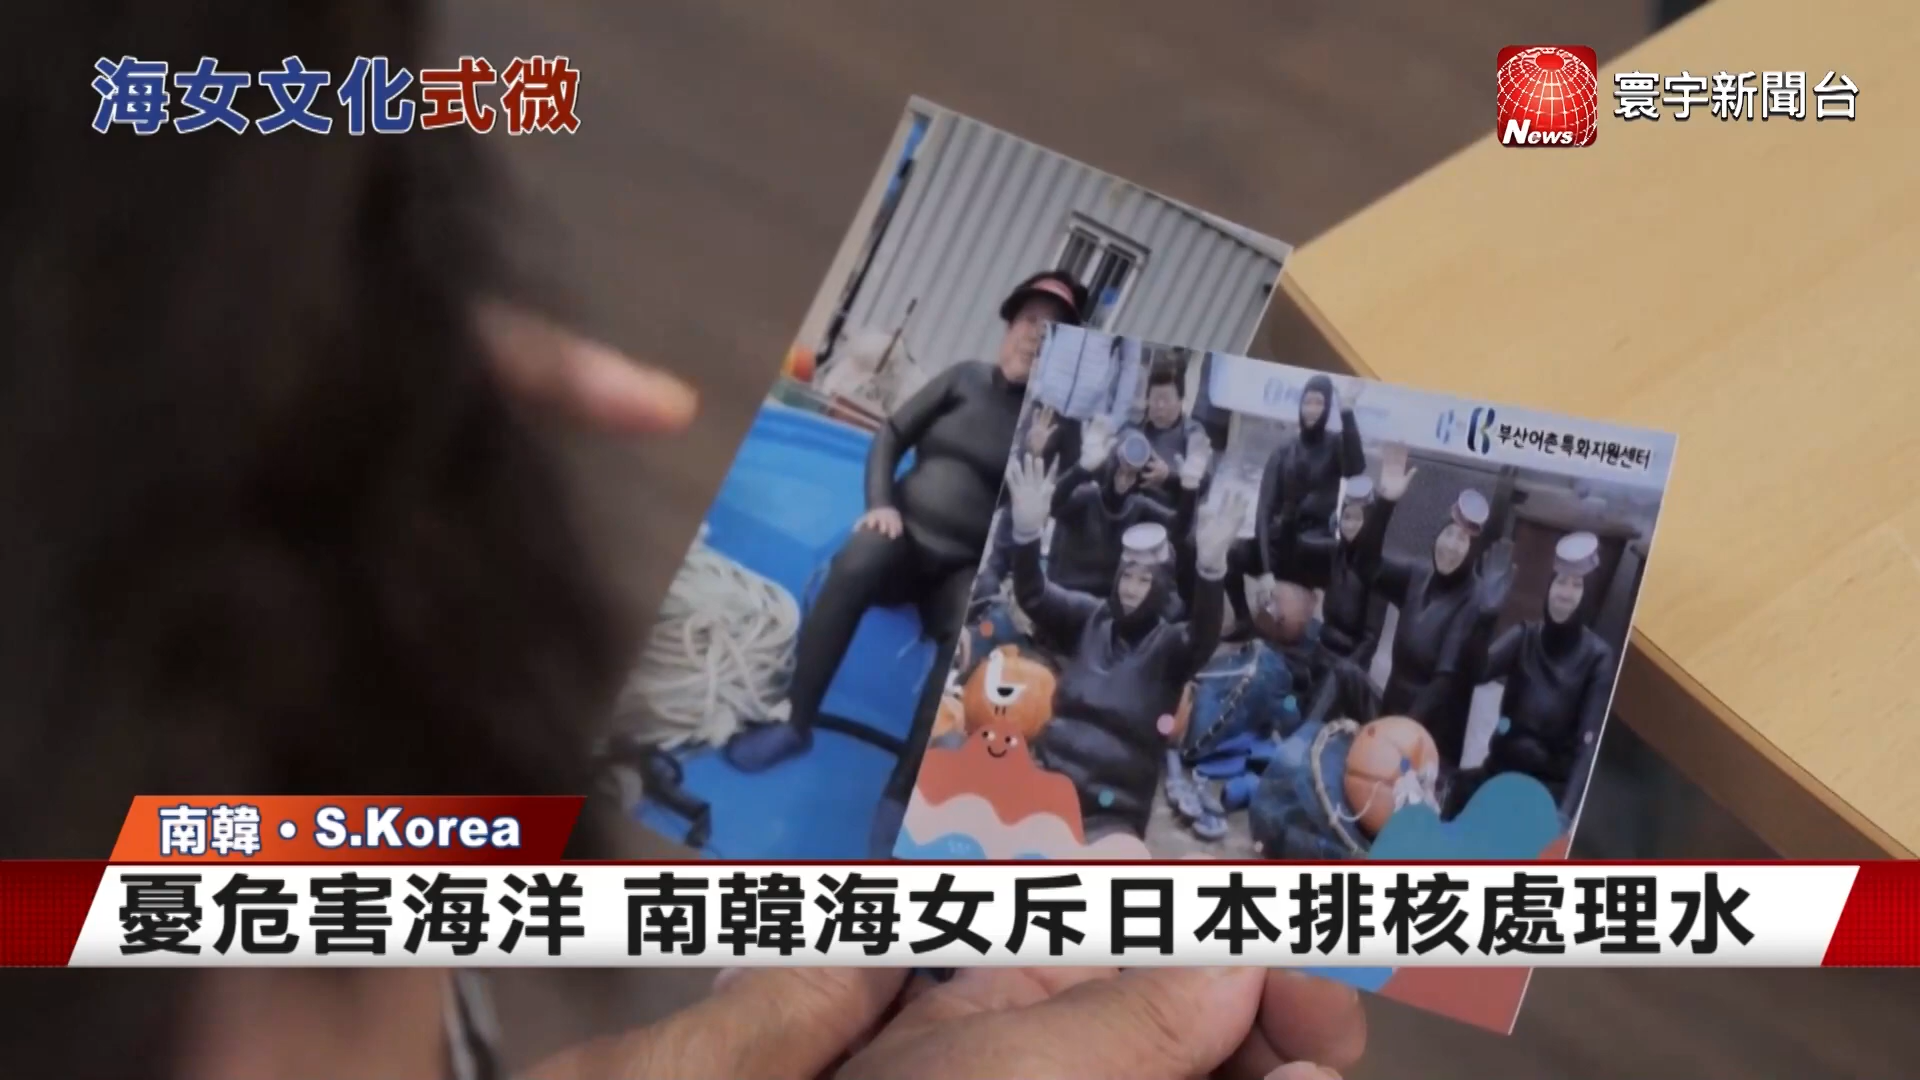 海女文化式微
News 寰宇新聞台
부산어촌특화지원센터
南韓・S.Korea
憂危害海洋 南韓海女斥日本排核處理水